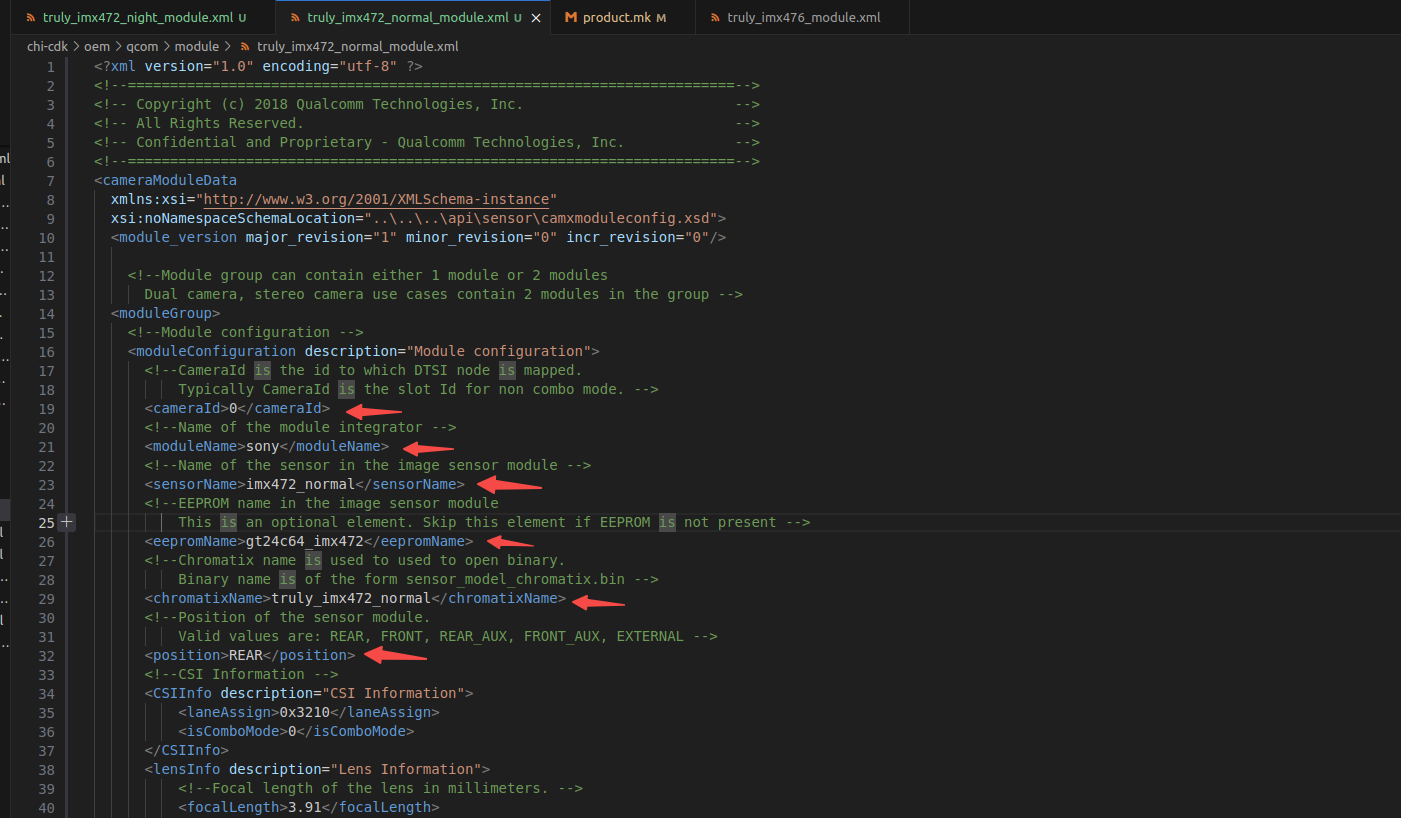 truly_imx472_night_module.xml U truly_imx472_normal_module.xml U × M product.mk M truly_imx476_module.xml
chi-cdk > oem > qcom > module > truly_imx472_normal_module.xml
1 <?xml version="1.0" encoding="utf-8" ?>
2 <!--========================================================================-->
3 <!-- Copyright (c) 2018 Qualcomm Technologies, Inc. -->
4 <!-- All Rights Reserved. -->
5 <!-- Confidential and Proprietary - Qualcomm Technologies, Inc. -->
6 <!--========================================================================-->
7 <cameraModuleData
8 xmlns:xsi="http://www.w3.org/2001/XMLSchema-instance"
9 xsi:noNamespaceSchemaLocation="..\..\..\api\sensor\camxmoduleconfig.xsd">
10 <module_version major_revision="1" minor_revision="0" incr_revision="0"/>
11
12 <!--Module group can contain either 1 module or 2 modules
13 Dual camera, stereo camera use cases contain 2 modules in the group -->
14 <moduleGroup>
15 <!--Module configuration -->
16 <moduleConfiguration description="Module configuration">
17 <!--CameraId is the id to which DTSI node is mapped.
18 Typically CameraId is the slot Id for non combo mode. -->
19 <cameraId>0</cameraId>
20 <!--Name of the module integrator -->
21 <moduleName>sony</moduleName>
22 <!--Name of the sensor in the image sensor module -->
23 <sensorName>imx472_normal</sensorName>
24 <!--EEPROM name in the image sensor module
25 + This is an optional element. Skip this element if EEPROM is not present -->
26 <eepromName>gt24c64_imx472</eepromName>
27 <!--Chromatix name is used to used to open binary.
28 Binary name is of the form sensor_model_chromatix.bin -->
29 <chromatixName>truly_imx472_normal</chromatixName>
30 <!--Position of the sensor module.
31 Valid values are: REAR, FRONT, REAR_AUX, FRONT_AUX, EXTERNAL -->
32 <position>REAR</position>
33 <!--CSI Information -->
34 <CSIInfo description="CSI Information">
35 <laneAssign>0x3210</laneAssign>
36 <isComboMode>0</isComboMode>
37 </CSIInfo>
38 <lensInfo description="Lens Information">
39 <!--Focal length of the lens in millimeters. -->
40 <focalLength>3.91</focalLength>